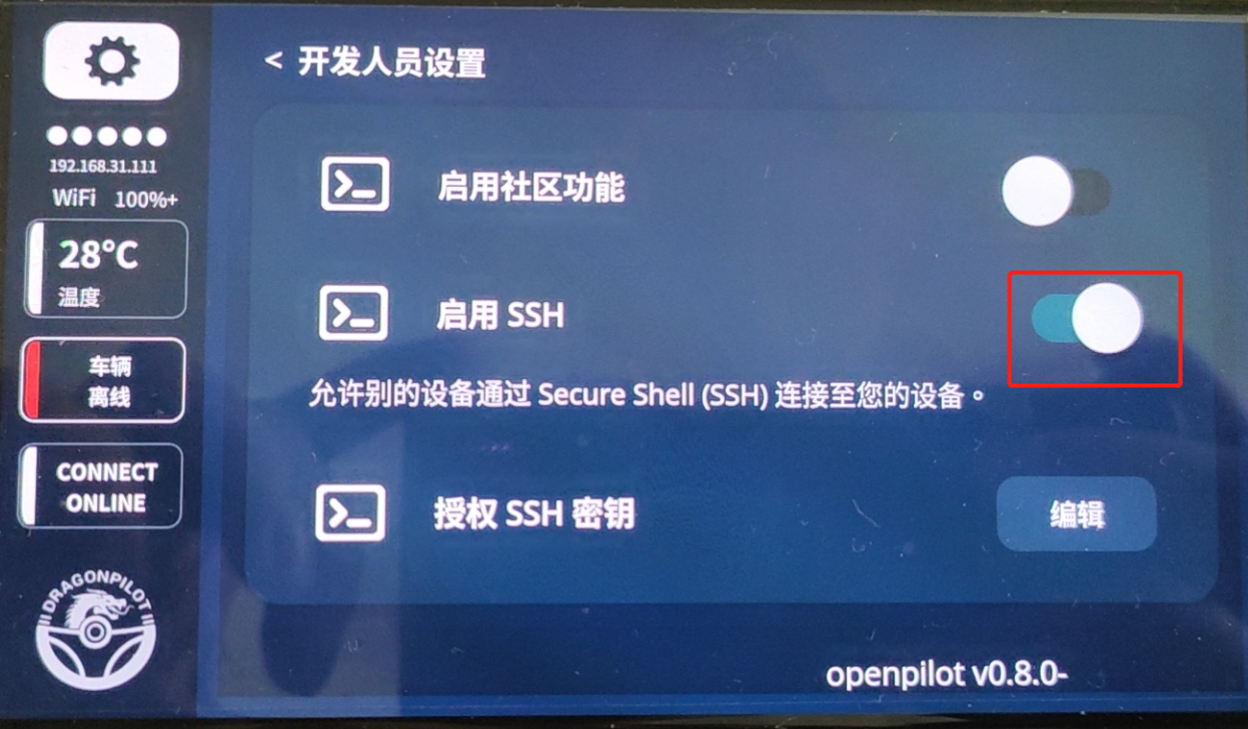 < 开发人员设置
192.168.31.111
WiFi 100%+
28°C
温度
车辆
离线
CONNECT
ONLINE
DRAGONPILOT
启用社区功能
启用 SSH
允许别的设备通过 Secure Shell (SSH) 连接至您的设备。
授权 SSH 密钥
编辑
openpilot v0.8.0-